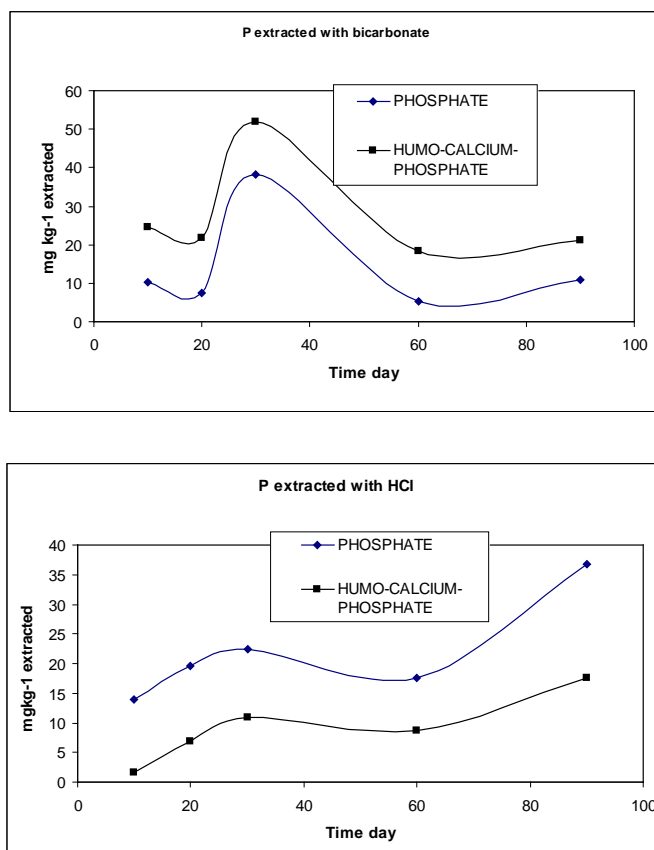 P extracted with bicarbonate
PHOSPHATE
HUMO-CALCIUM-
PHOSPHATE
mg kg-1 extracted
60
50
40
30
20
10
0
0 20 40 60 80 100
Time day
P extracted with HCl
PHOSPHATE
HUMO-CALCIUM-
PHOSPHATE
mgkg-1 extracted
40
35
30
25
20
15
10
5
0
0 20 40 60 80 100
Time day